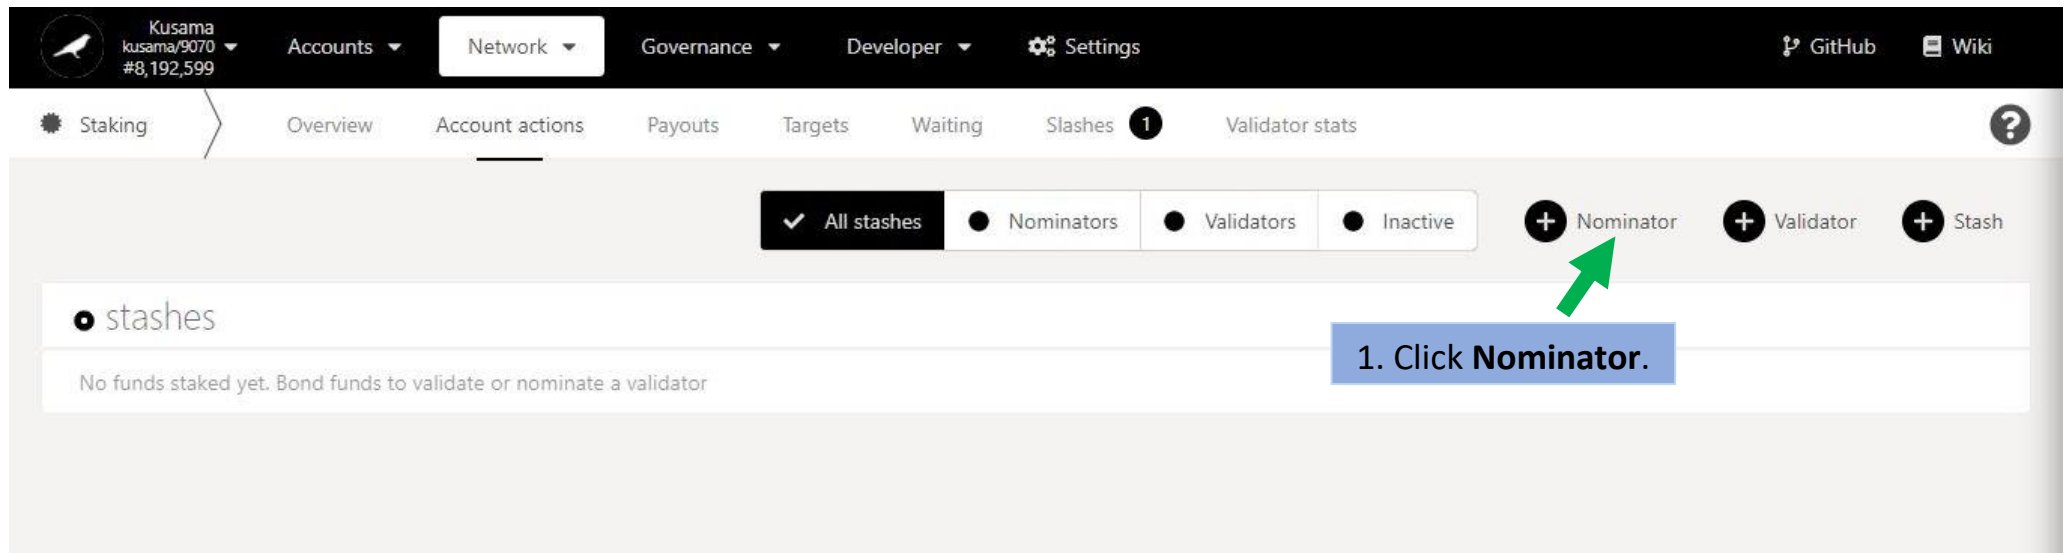 Kusama
kusama/9070
#8,192,599
Accounts
Network
Governance
Developer
Settings
GitHub
Wiki
Staking
Overview
Account actions
Payouts
Targets
Waiting
Slashes 1
Validator stats
?
All stashes
Nominators
Validators
Inactive
Nominator
Validator
Stash
stashes
1. Click Nominator.
No funds staked yet. Bond funds to validate or nominate a validator